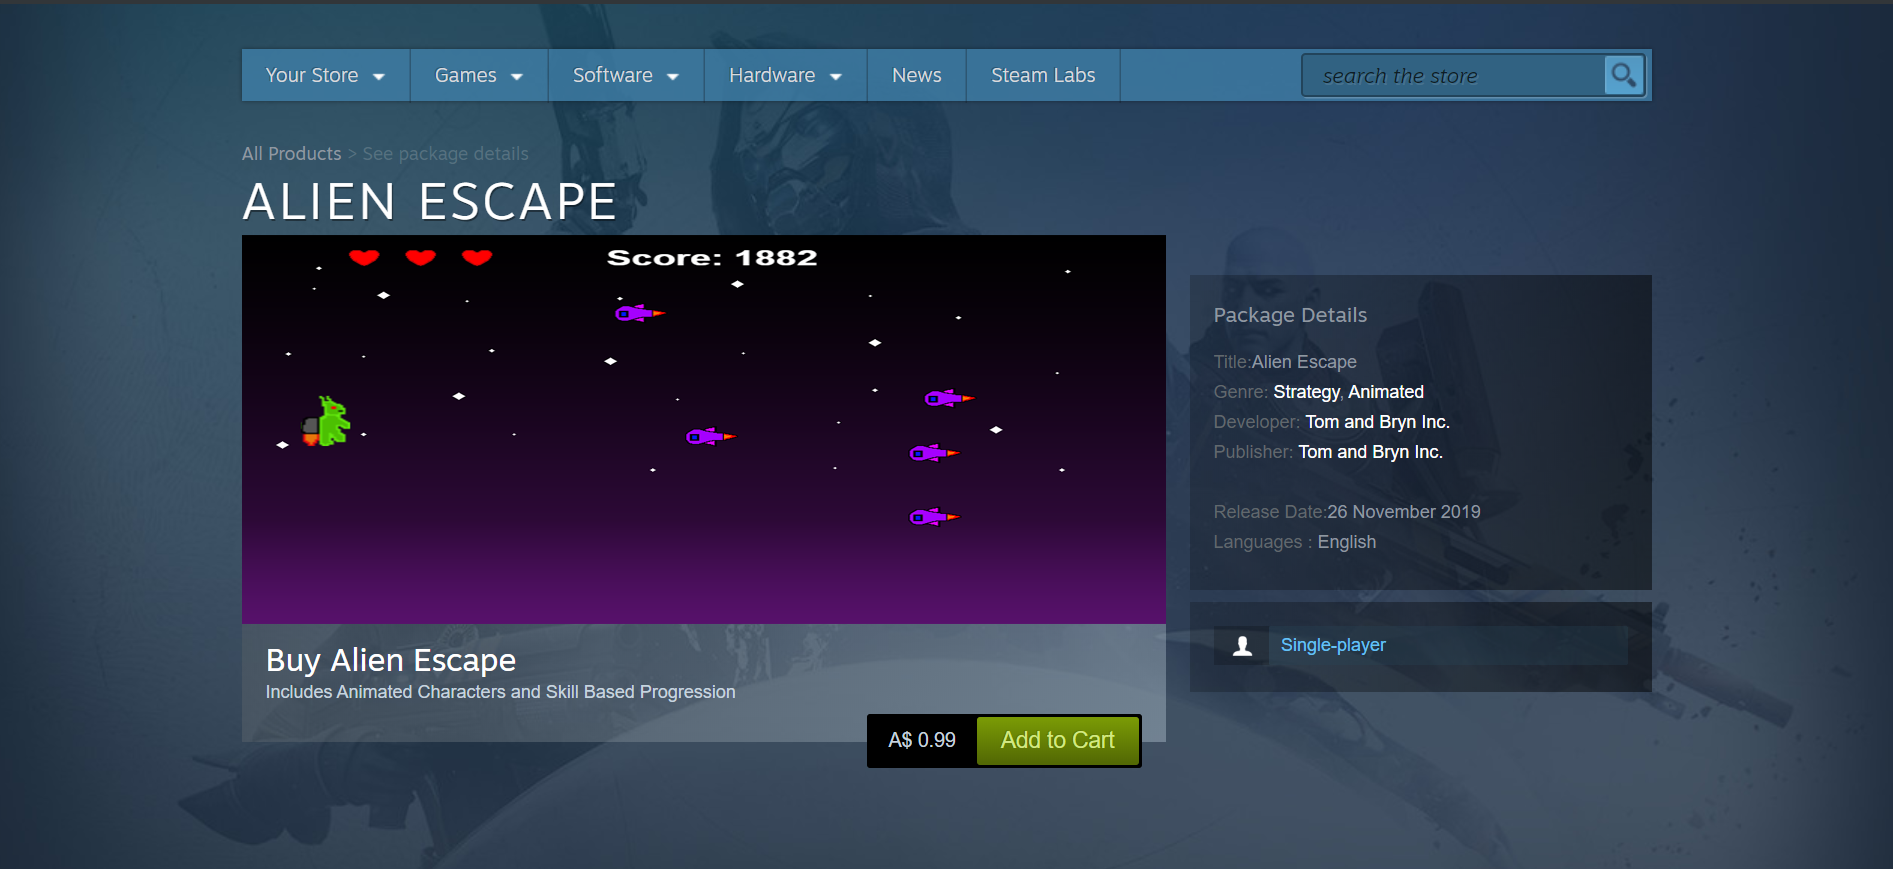 Your Store
Games
Software
Hardware
News
Steam Labs
search the store
All Products > See package details
ALIEN ESCAPE
Score: 1882
Buy Alien Escape
Includes Animated Characters and Skill Based Progression
A$ 0.99
Add to Cart
Package Details
Title:Alien Escape
Genre: Strategy, Animated
Developer: Tom and Bryn Inc.
Publisher: Tom and Bryn Inc.
Release Date:26 November 2019
Languages : English
Single-player